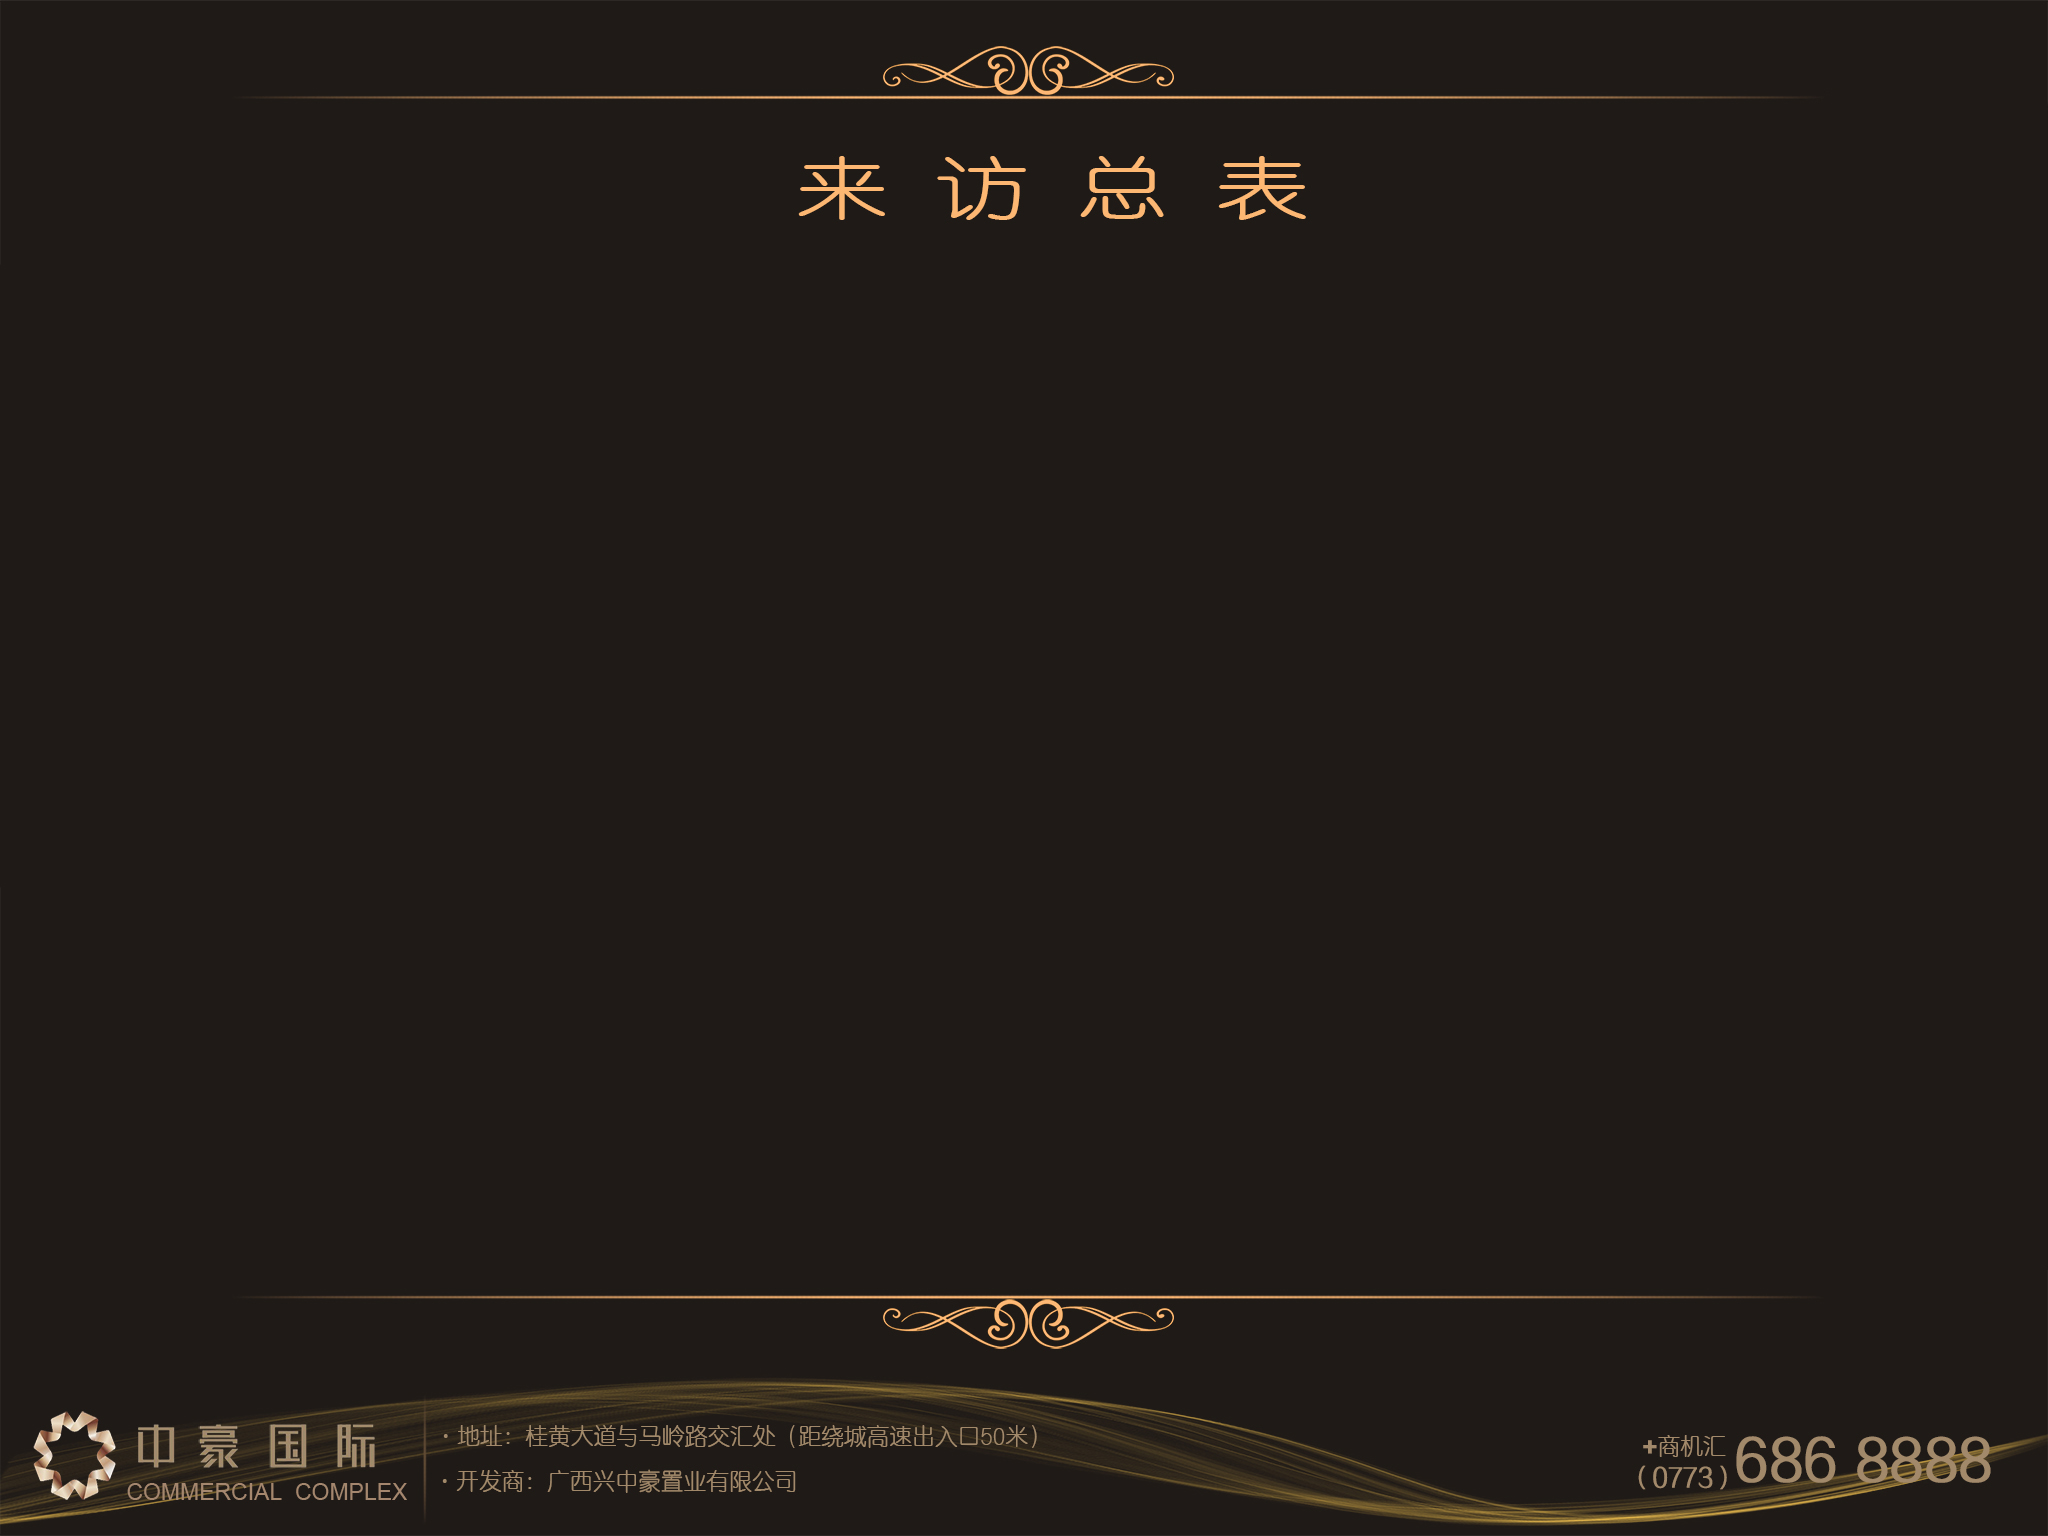 来访总表
中豪国际
COMMERCIAL COMPLEX
·地址：桂黄大道与马岭路交汇处（距绕城高速出入口50米）
·开发商：广西兴中豪置业有限公司
+商机汇
（0773）686 8888